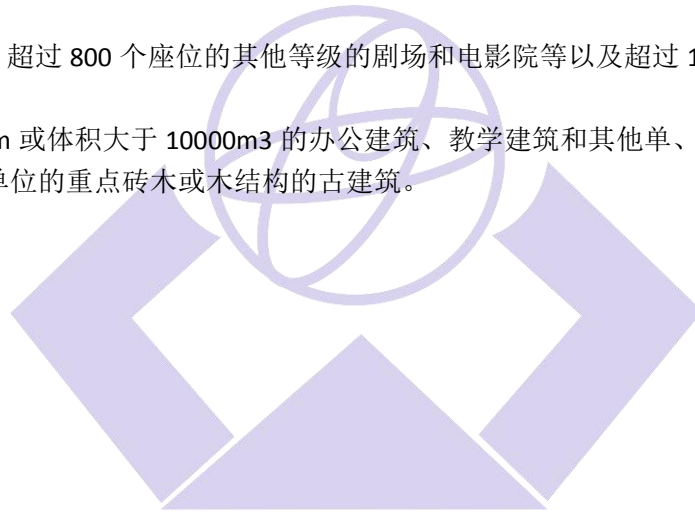 超过 800 个座位的其他等级的剧场和电影院等以及超过 1
m 或体积大于 10000m3 的办公建筑、教学建筑和其他单、
单位的重点砖木或木结构的古建筑。